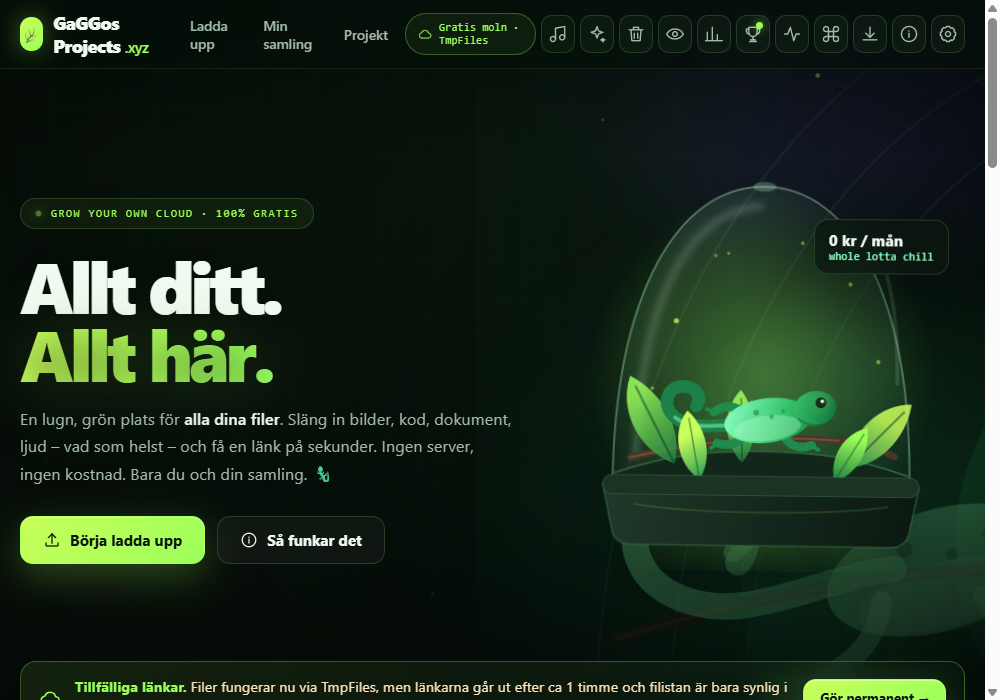 GaGGos
Projects .xyz
Ladda
upp
Min
samling
Projekt
Gratis moln ·
TmpFiles
GROW YOUR OWN CLOUD · 100% GRATIS
0 kr / mån
whole lotta chill
Allt ditt.
Allt här.
En lugn, grön plats för alla dina filer. Släng in bilder, kod, dokument,
ljud – vad som helst – och få en länk på sekunder. Ingen server,
ingen kostnad. Bara du och din samling.
Börja ladda upp
Så funkar det
Tillfälliga länkar. Filer fungerar nu via TmpFiles, men länkarna går ut efter ca 1 timme och filistan är bara synlig i
Gör permanent →